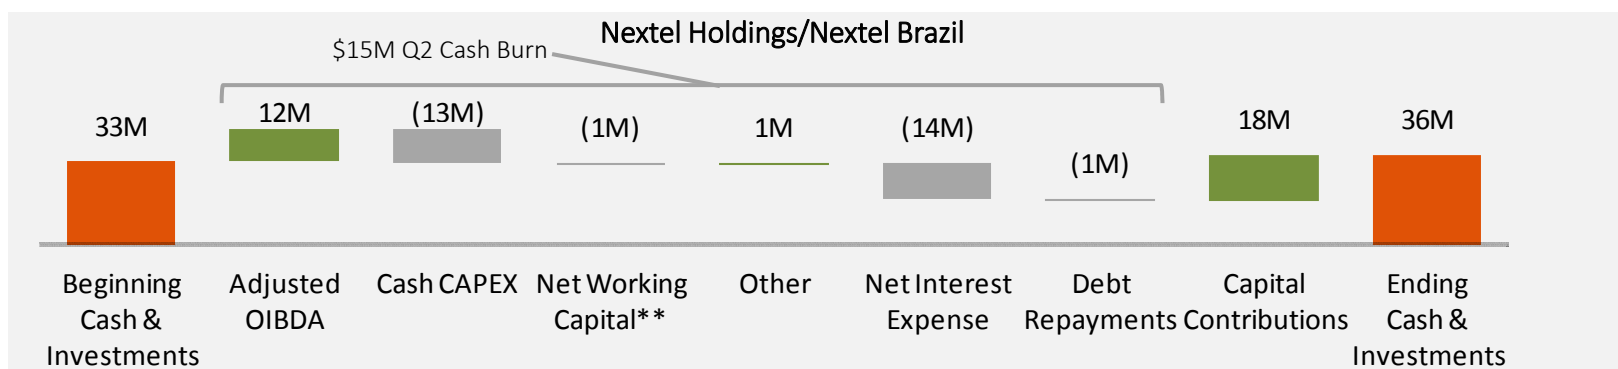 Nextel Holdings/Nextel Brazil
$15M Q2 Cash Burn
33M
12M
(13M)
(1M)
1M
(14M)
(1M)
18M
36M
Beginning
Cash &
Investments
Adjusted
OIBDA
Cash CAPEX
Net Working
Capital**
Other
Net Interest
Expense
Debt
Repayments
Capital
Contributions
Ending
Cash &
Investments